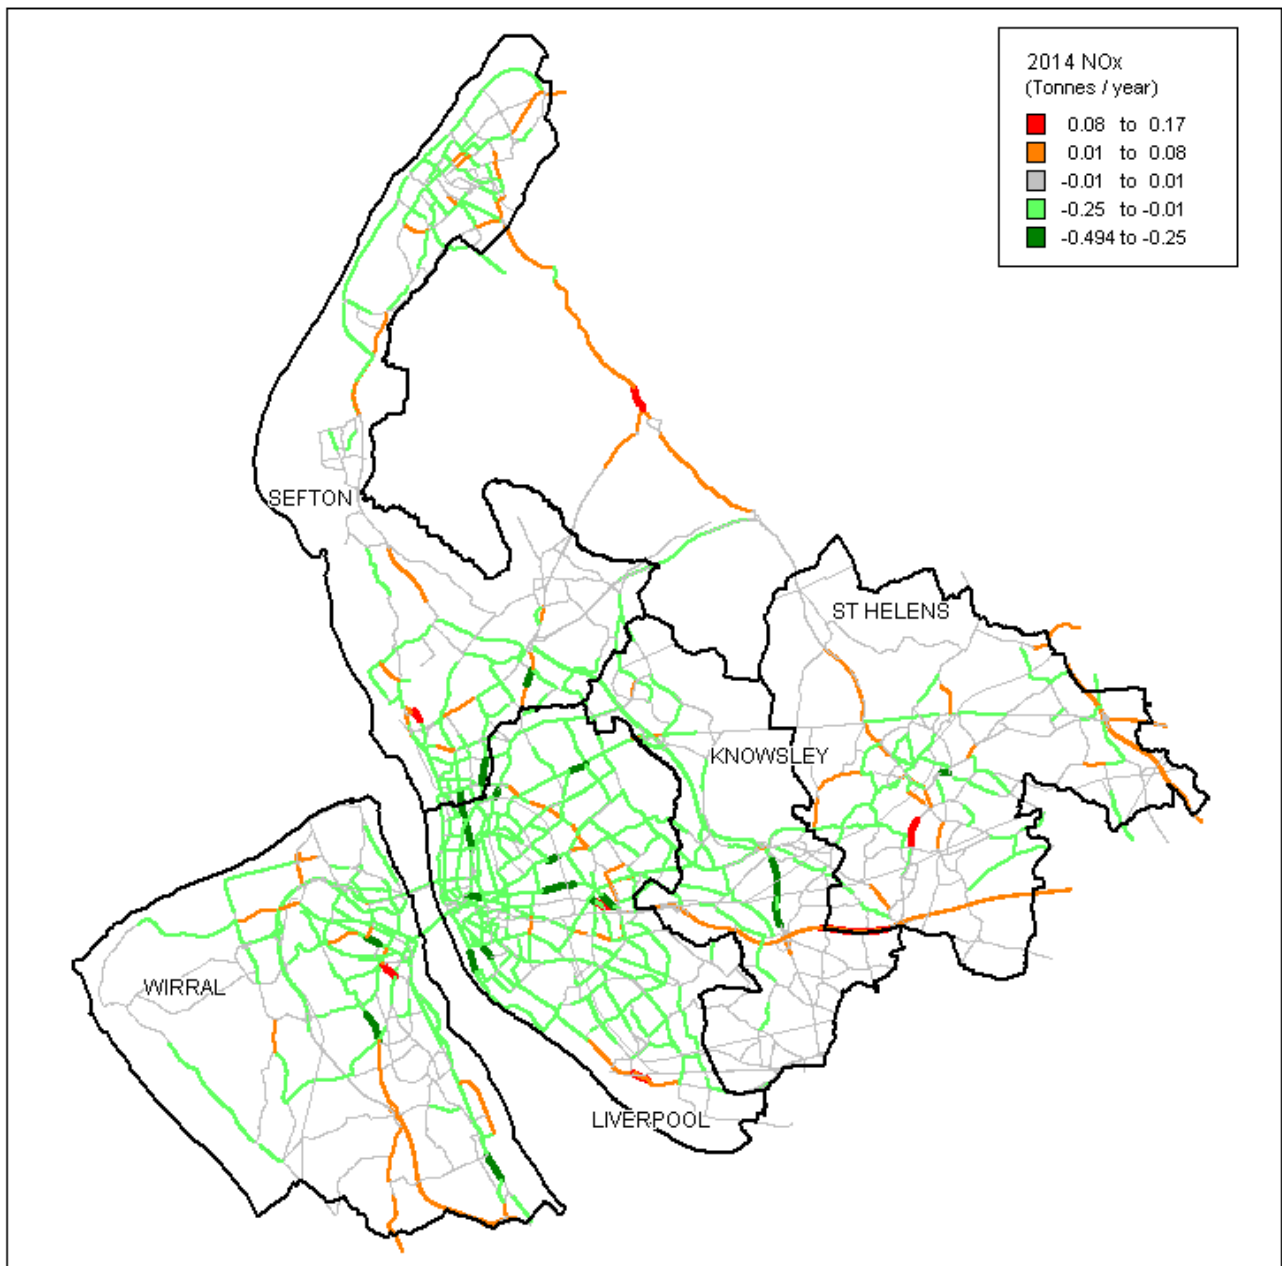 2014 NOx
(Tonnes / year)
0.08 to 0.17
0.01 to 0.08
-0.01 to 0.01
-0.25 to -0.01
-0.494 to -0.25
SEFTON
ST HELENS
KNOWSLEY
WIRRAL
LIVERPOOL